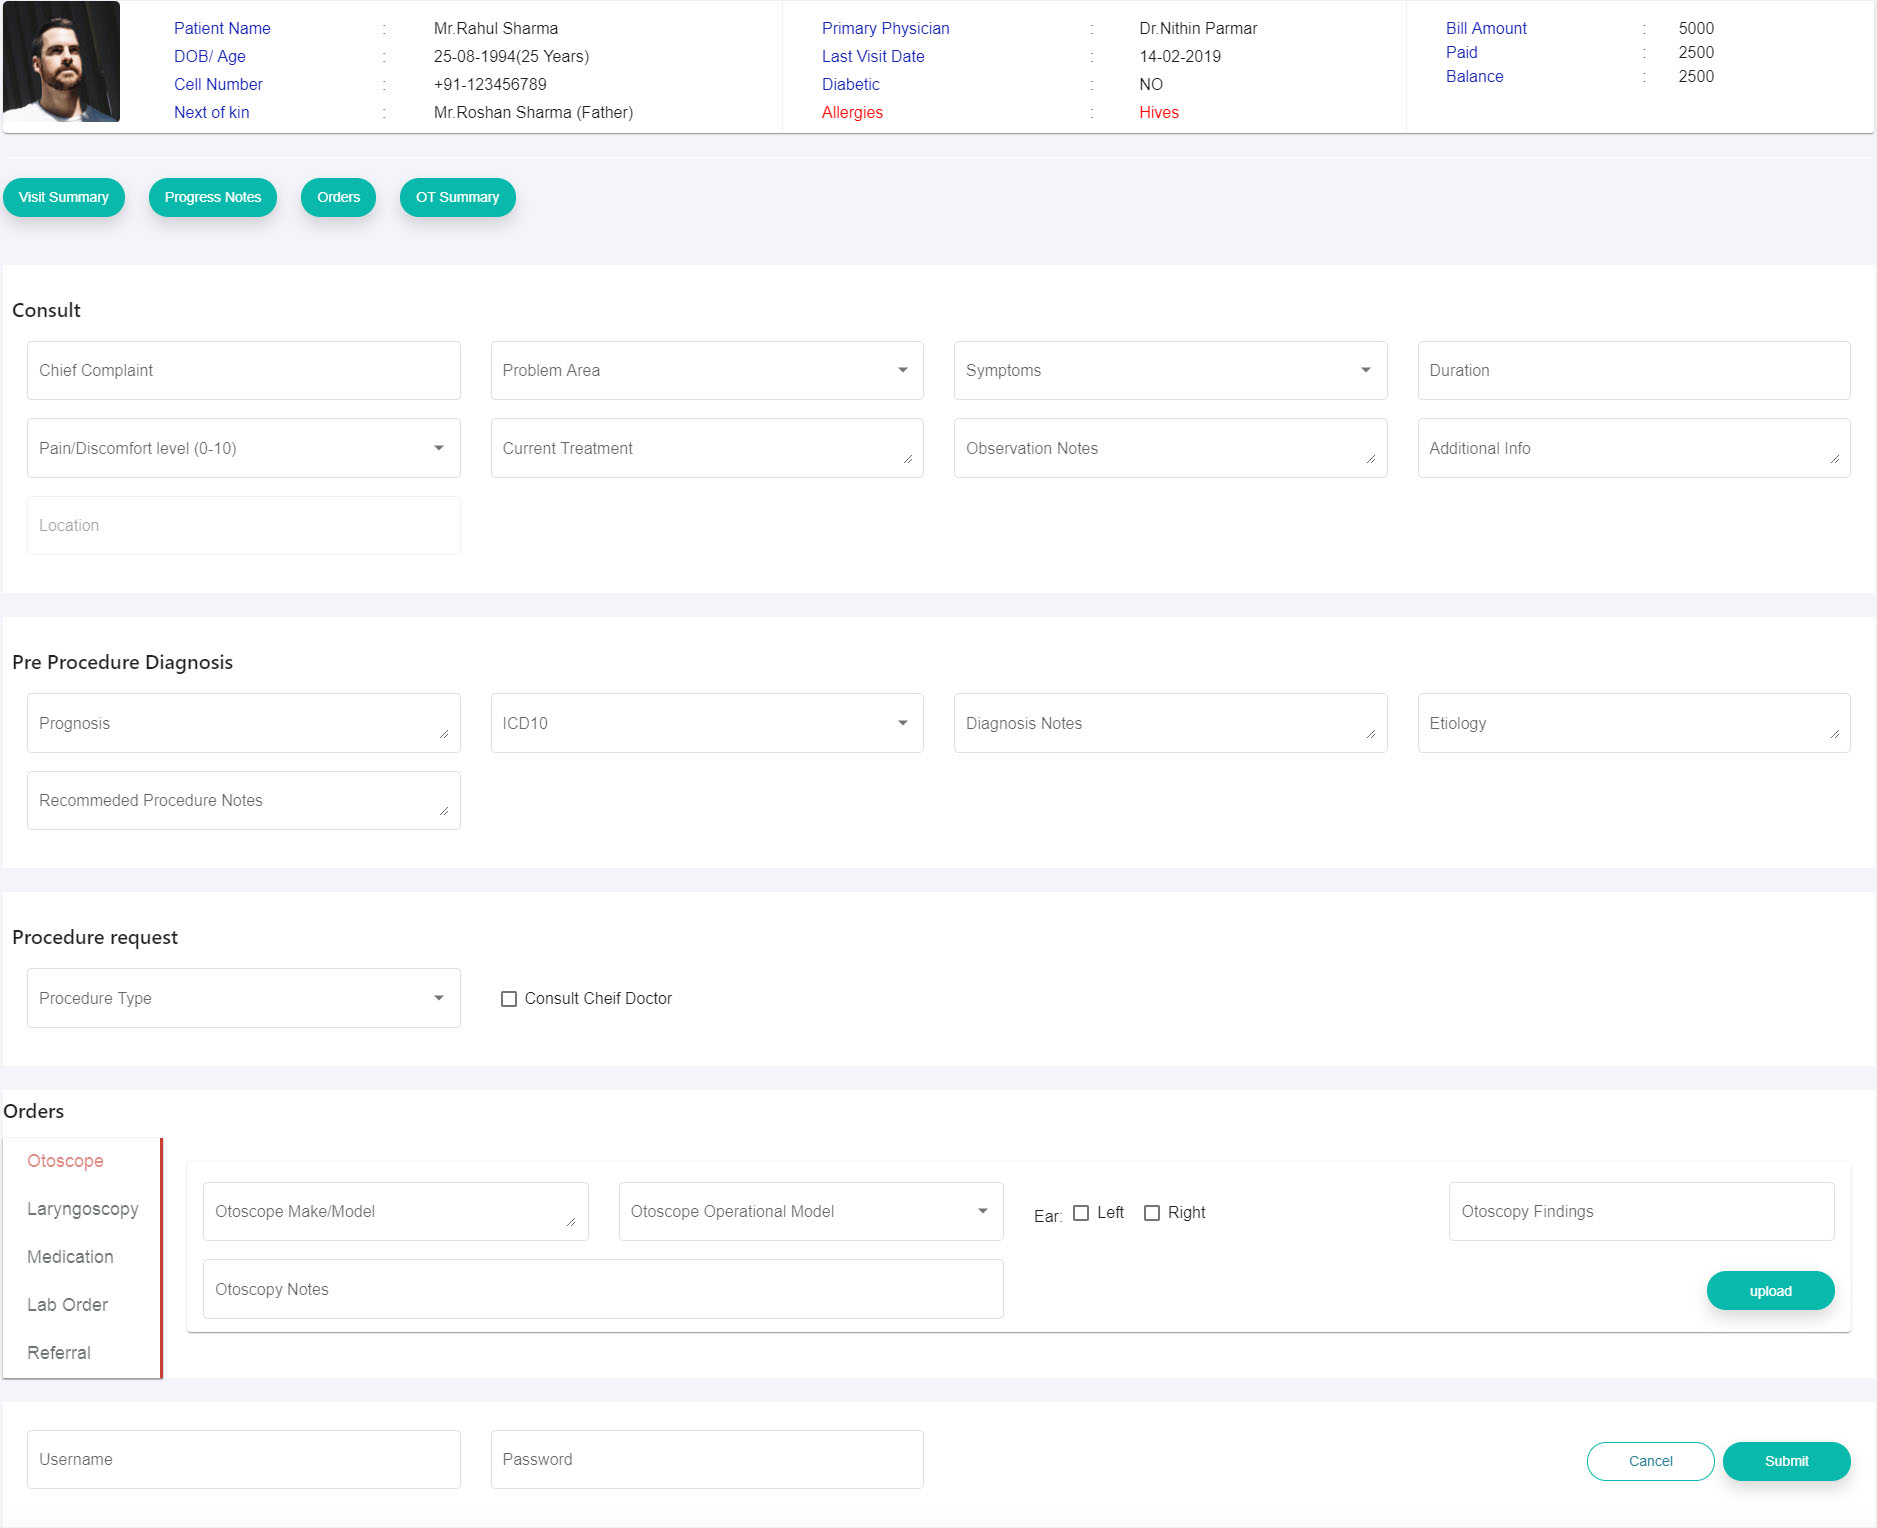 Patient Name : Mr.Rahul Sharma
DOB/ Age : 25-08-1994(25 Years)
Cell Number : +91-123456789
Next of kin : Mr.Roshan Sharma (Father)
Primary Physician : Dr.Nithin Parmar
Last Visit Date : 14-02-2019
Diabetic : NO
Allergies : Hives
Bill Amount : 5000
Paid : 2500
Balance : 2500
Visit Summary Progress Notes Orders OT Summary
Consult
Chief Complaint Problem Area Symptoms Duration
Pain/Discomfort level (0-10) Current Treatment Observation Notes Additional Info
Location
Pre Procedure Diagnosis
Prognosis ICD10 Diagnosis Notes Etiology
Recommeded Procedure Notes
Procedure request
Procedure Type Consult Cheif Doctor
Orders
Otoscope
Laryngoscopy
Medication
Lab Order
Referral
Otoscope Make/Model Otoscope Operational Model Ear: Left Right Otoscopy Findings
Otoscopy Notes upload
Username Password Cancel Submit